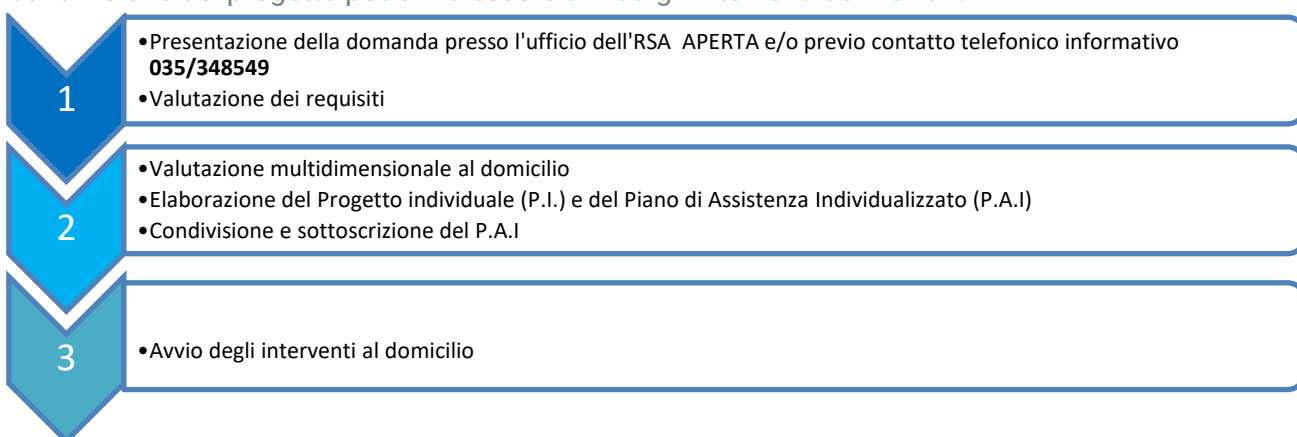 1
•Presentazione della domanda presso l'ufficio dell'RSA APERTA e/o previo contatto telefonico informativo
035/348549
•Valutazione dei requisiti
2
•Valutazione multidimensionale al domicilio
•Elaborazione del Progetto individuale (P.I.) e del Piano di Assistenza Individualizzato (P.A.I)
•Condivisione e sottoscrizione del P.A.I
3
•Avvio degli interventi al domicilio